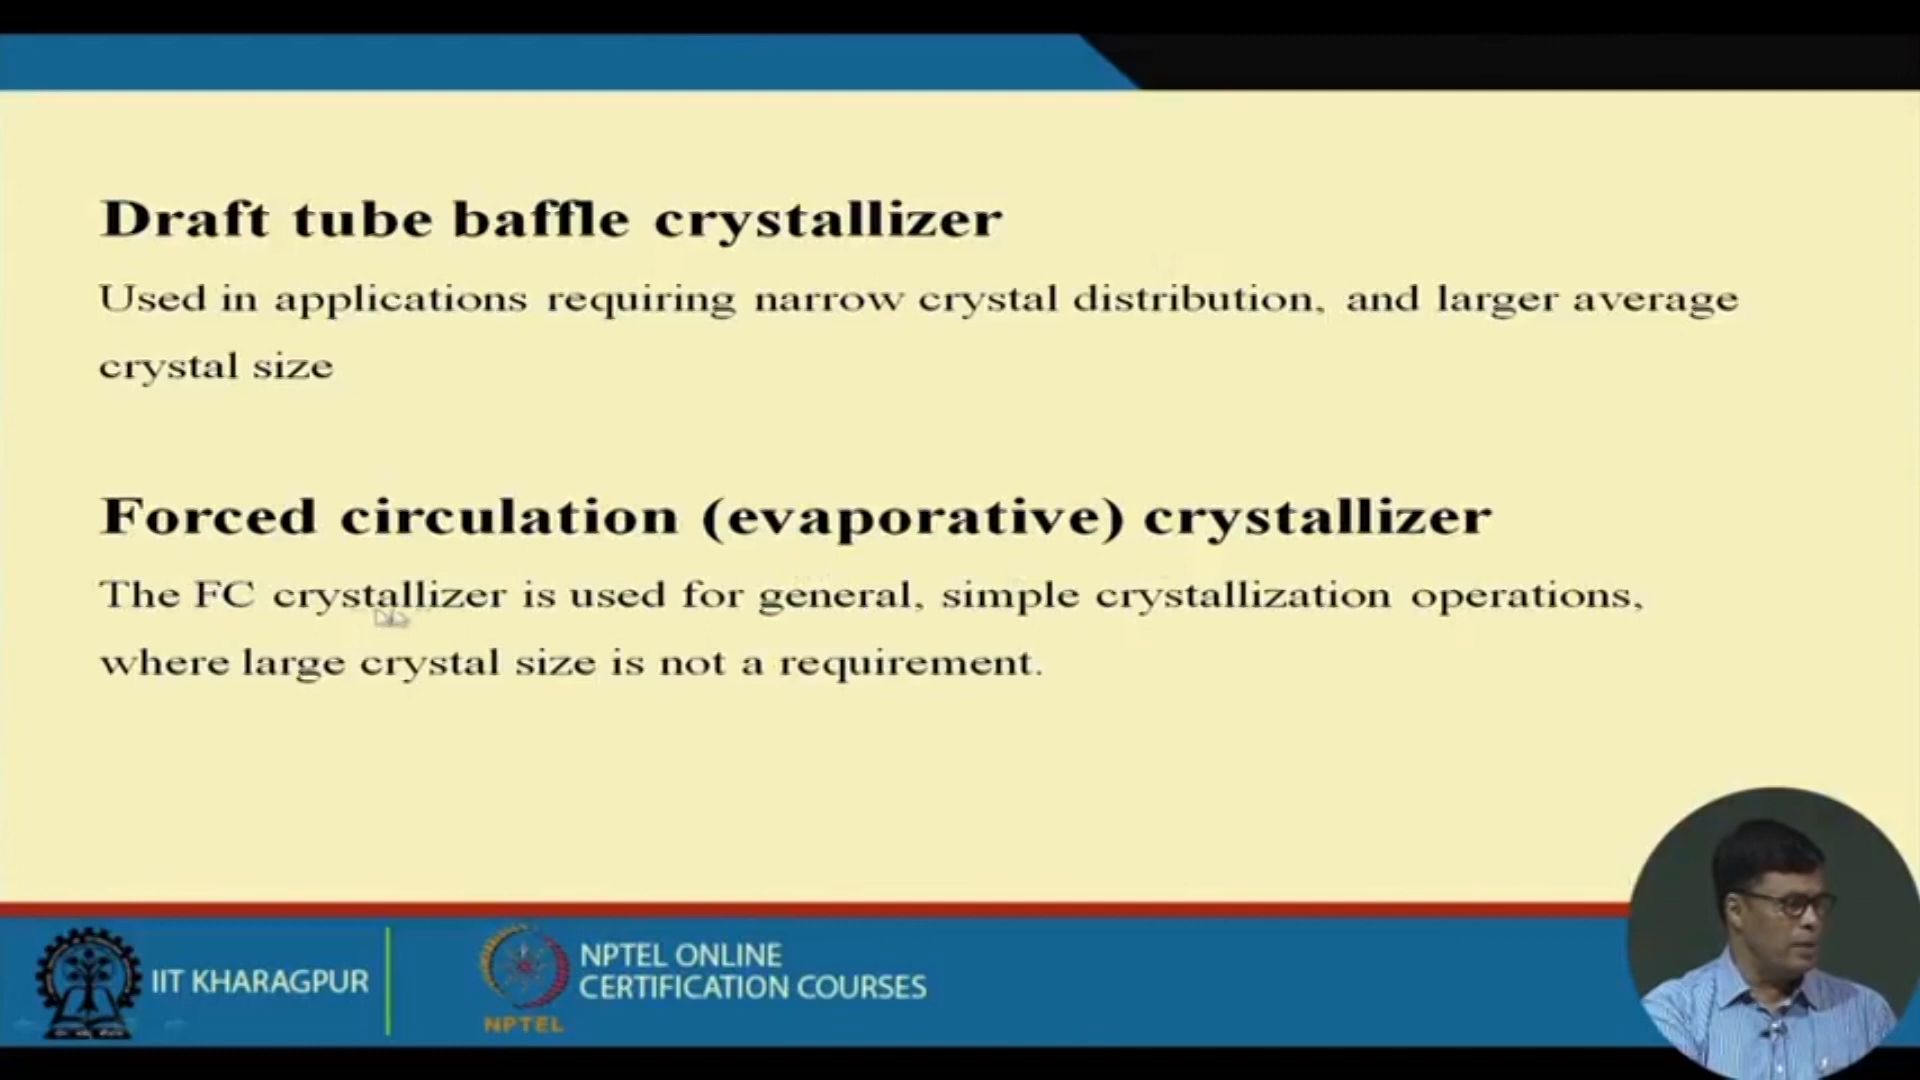 Draft tube baffle crystallizer
Used in applications requiring narrow crystal distribution, and larger average
crystal size
Forced circulation (evaporative) crystallizer
The FC crystallizer is used for general, simple crystallization operations,
where large crystal size is not a requirement.
IIT KHARAGPUR
NPTEL
NPTEL ONLINE
CERTIFICATION COURSES